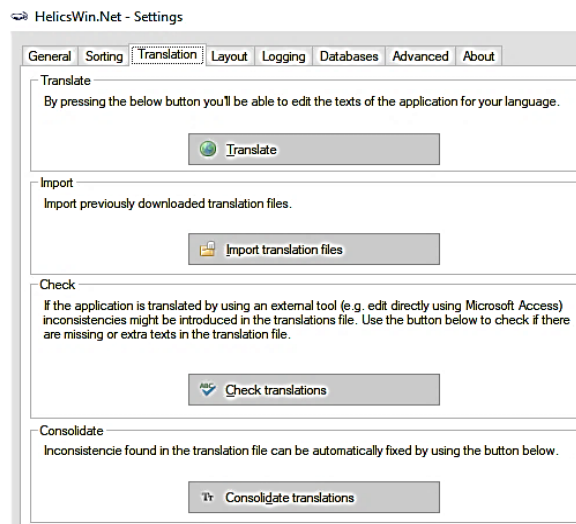 HelicsWin.Net - Settings
General Sorting Translation Layout Logging Databases Advanced About
Translate
By pressing the below button you'll be able to edit the texts of the application for your language.
Translate
Import
Import previously downloaded translation files.
Import translation files
Check
If the application is translated by using an external tool (e.g. edit directly using Microsoft Access)
inconsistencies might be introduced in the translations file. Use the button below to check if there
are missing or extra texts in the translation file.
ABC Check translations
Consolidate
Inconsistencie found in the translation file can be automatically fixed by using the button below.
Tr Consolidate translations